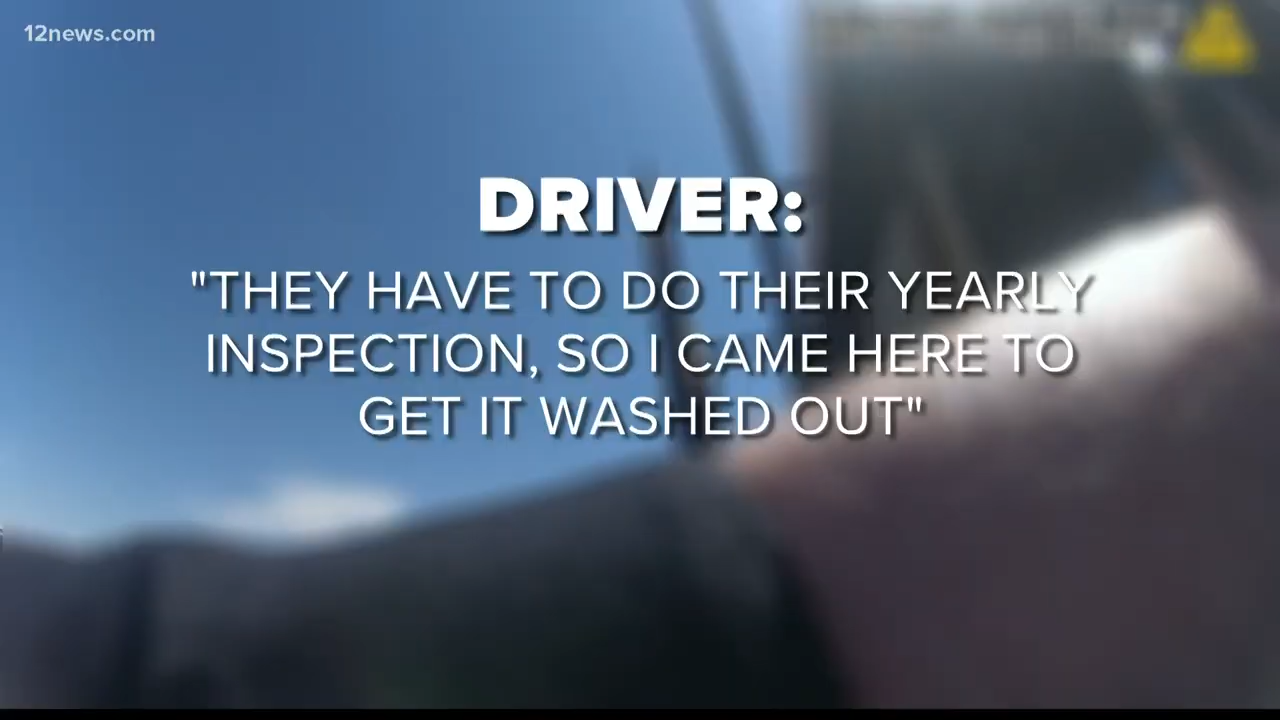 12news.com
DRIVER:
"THEY HAVE TO DO THEIR YEARLY
INSPECTION, SO I CAME HERE TO
GET IT WASHED OUT"